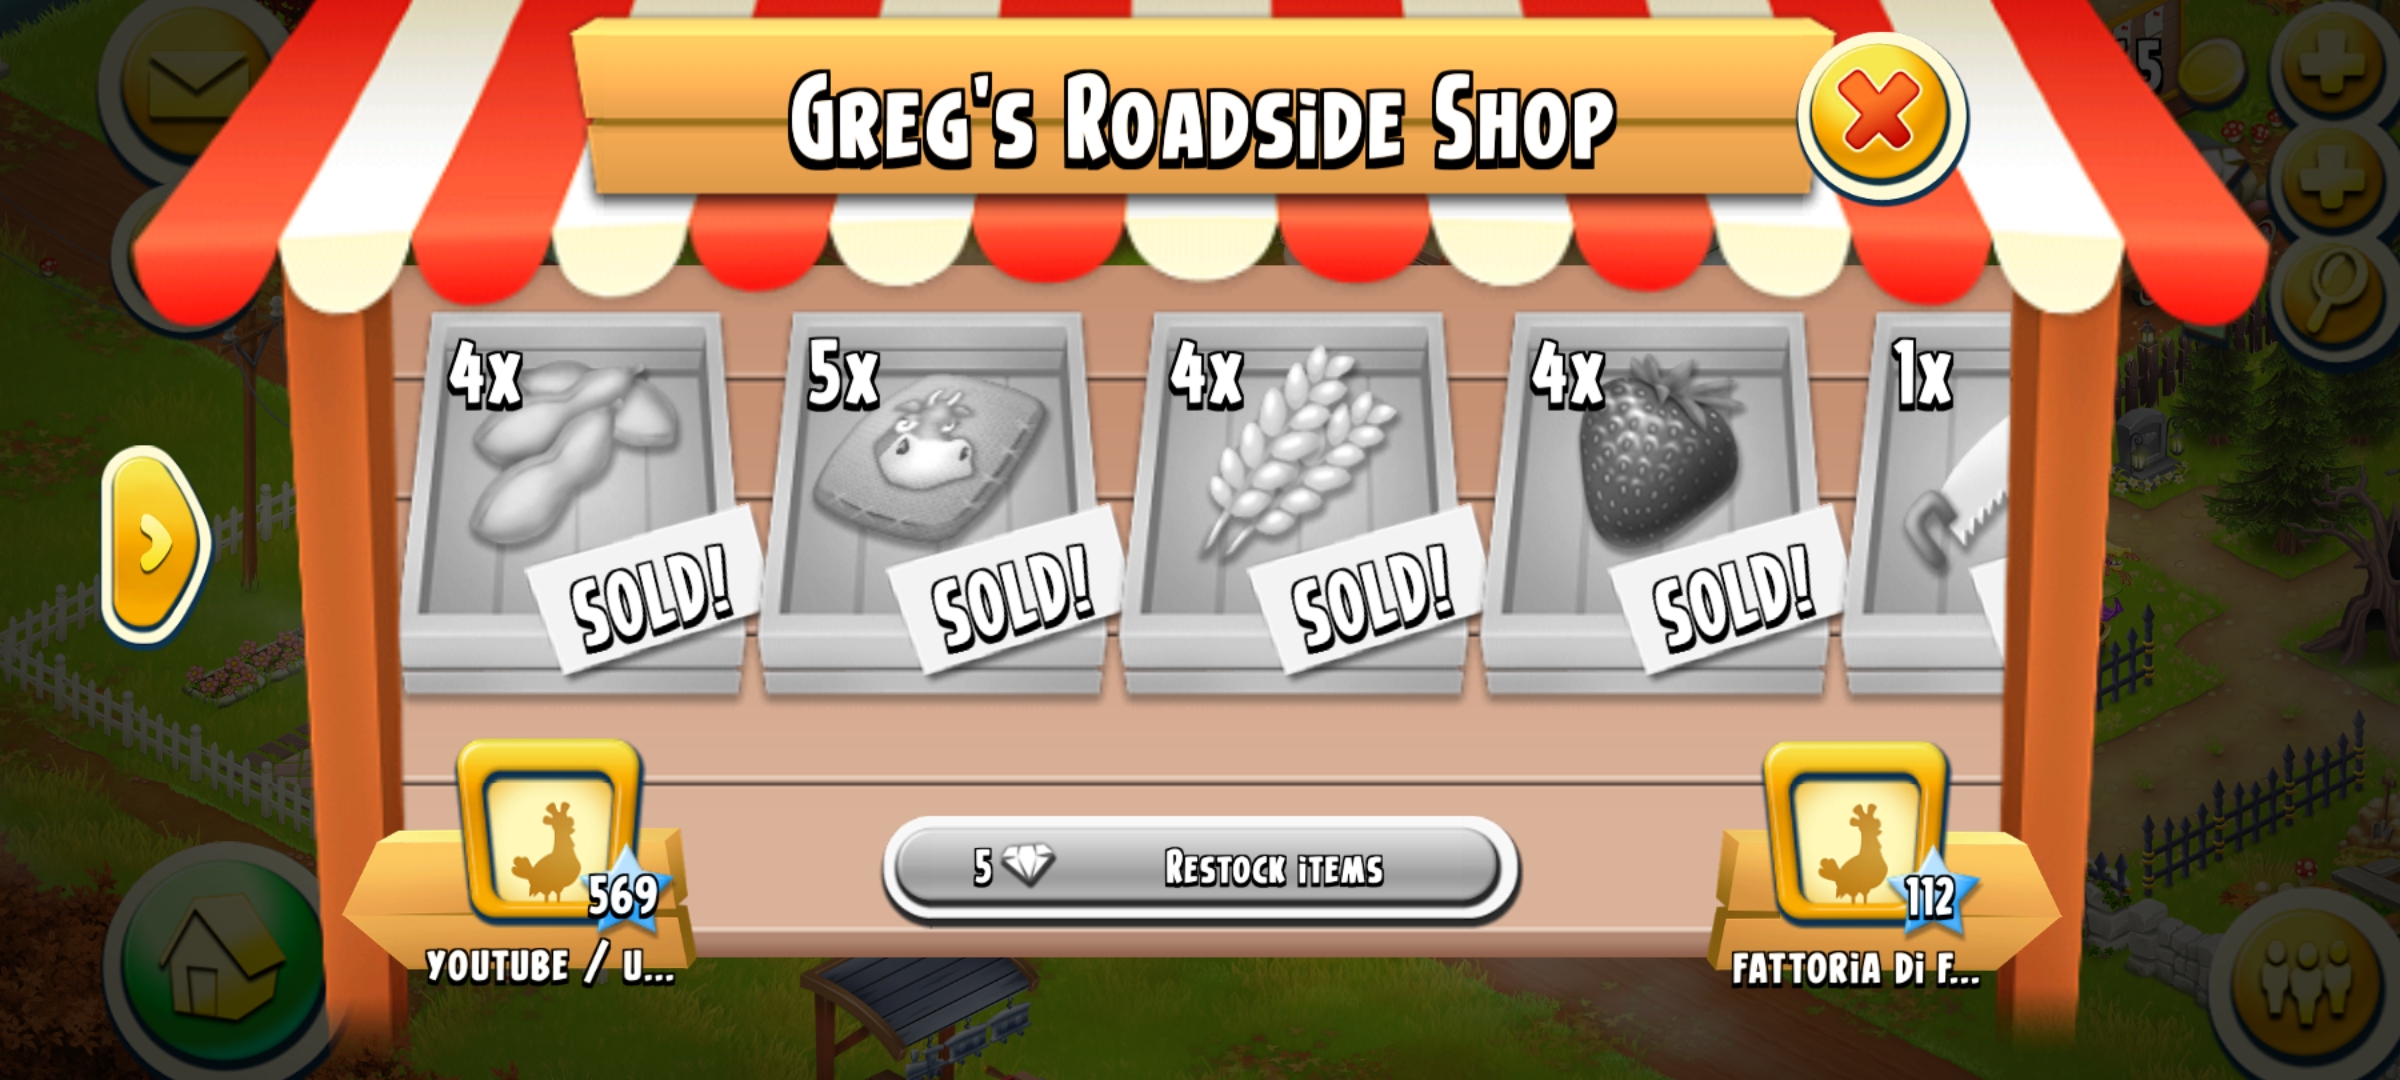 GREG'S ROADSIDE SHOP
5
4x
5x
4x
4x
1x
SOLD!
SOLD!
SOLD!
SOLD!
5 RESTOCK ITEMS
569
YOUTUBE / U...
112
FATTORIA DI F...